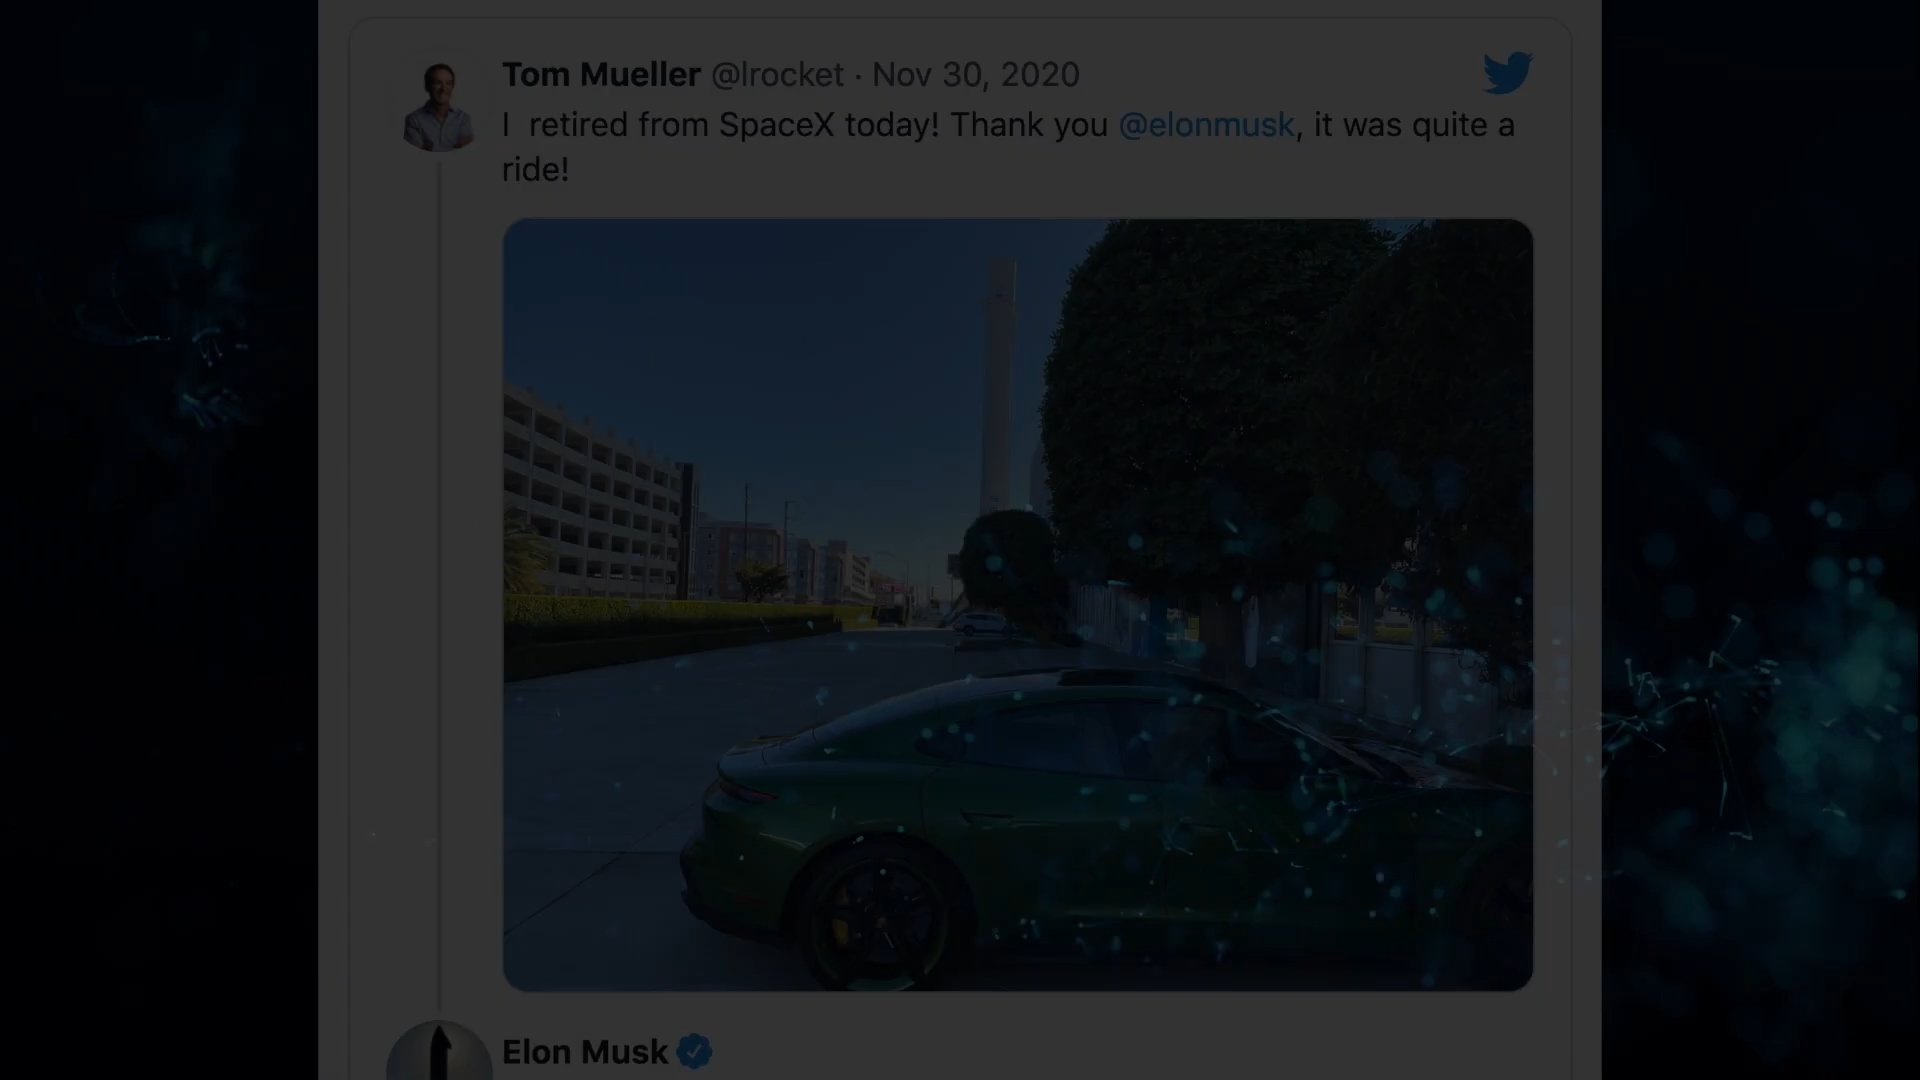 Tom Mueller @lrocket · Nov 30, 2020
I retired from SpaceX today! Thank you @elonmusk, it was quite a
ride!
Elon Musk